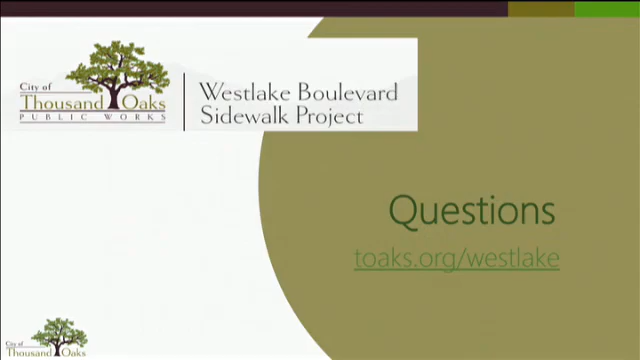 City of
Thousand Oaks
PUBLIC WORKS
Westlake Boulevard
Sidewalk Project
Questions
toaks.org/westlake
City of
Thousand Oaks